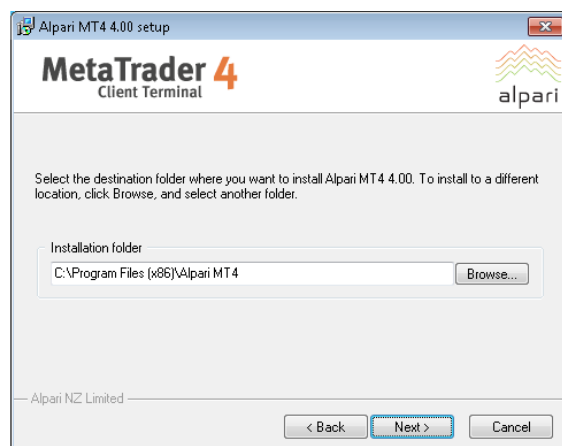 Alpari MT4 4.00 setup
MetaTrader 4
Client Terminal
alpari
Select the destination folder where you want to install Alpari MT4 4.00. To install to a different
location, click Browse, and select another folder.
Installation folder
C:\Program Files (x86)\Alpari MT4
Browse...
Alpari NZ Limited
< Back
Next >
Cancel